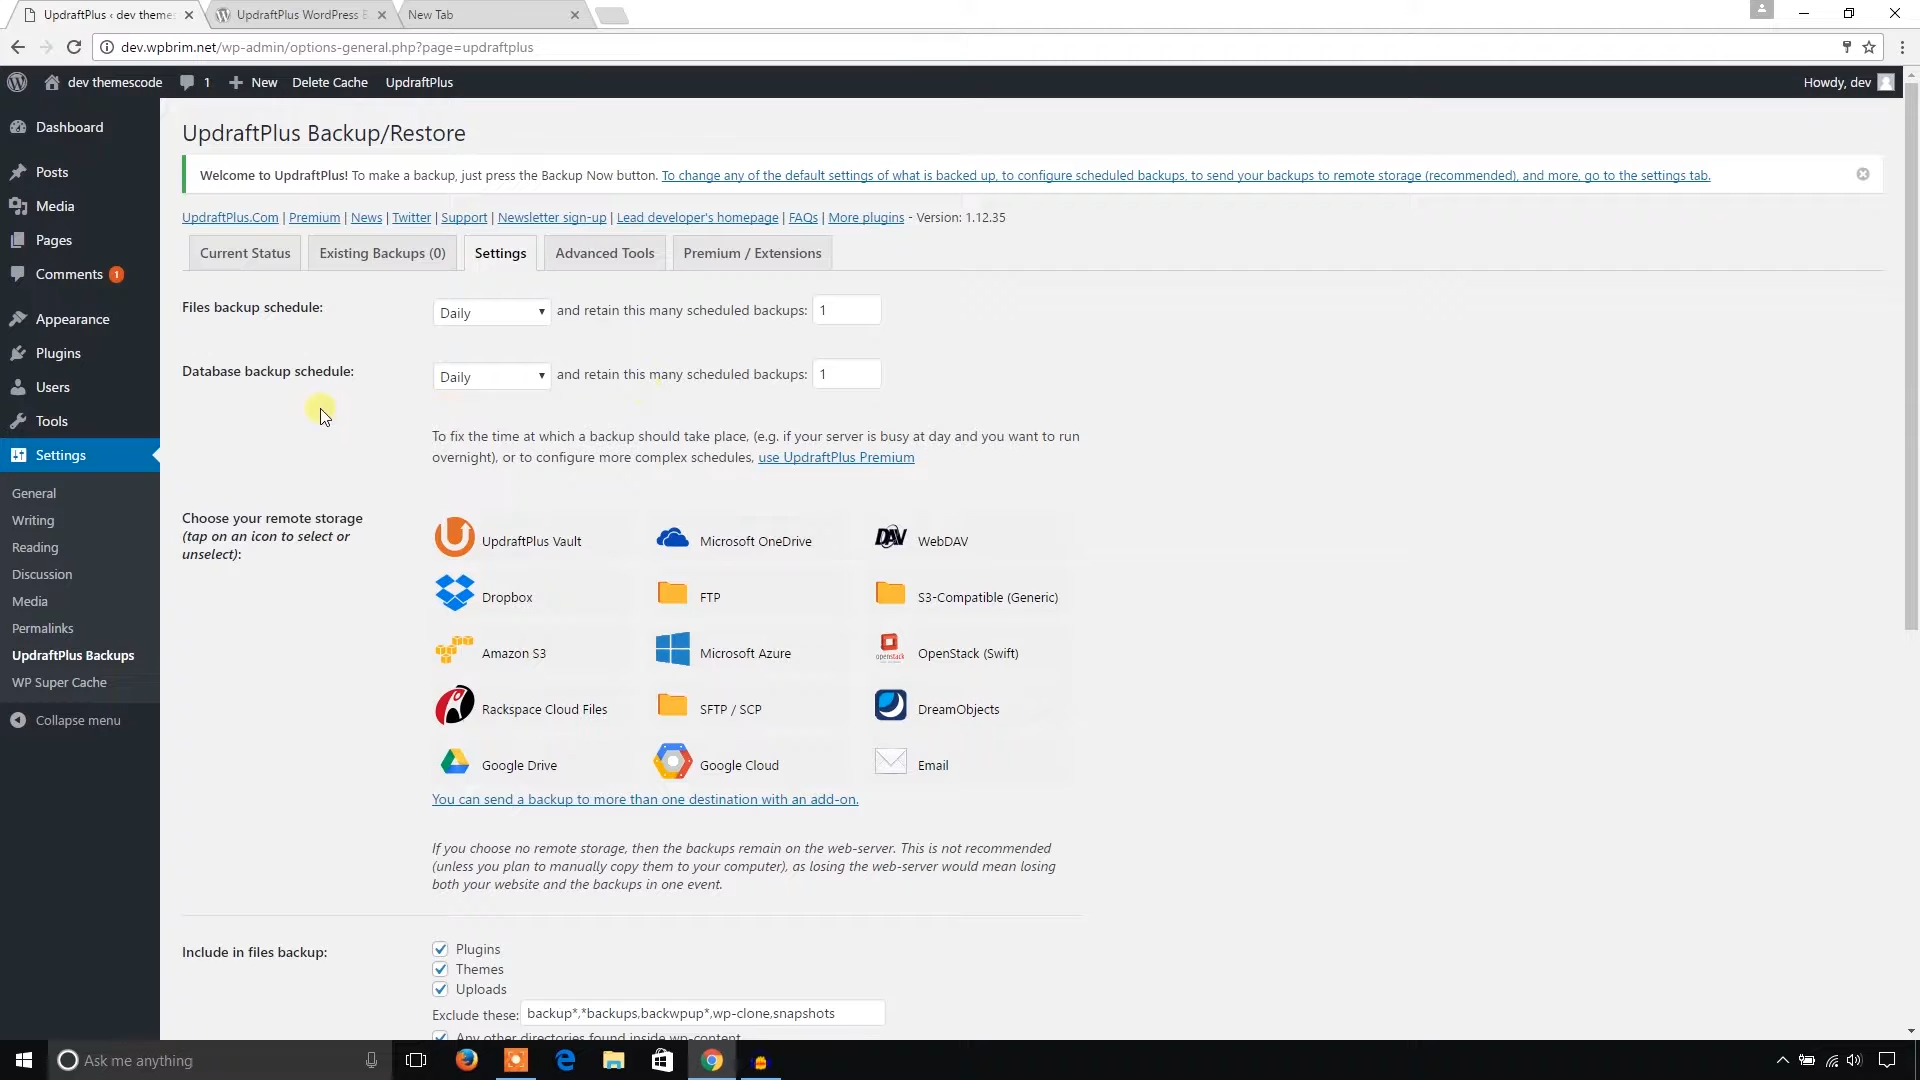 UpdraftPlus ‹ dev theme
UpdraftPlus WordPress B
New Tab
dev.wpbrim.net/wp-admin/options-general.php?page=updraftplus
dev themescode
1
New
Delete Cache
UpdraftPlus
Howdy, dev
Dashboard
Posts
Media
Pages
Comments 1
Appearance
Plugins
Users
Tools
Settings
General
Writing
Reading
Discussion
Media
Permalinks
UpdraftPlus Backups
WP Super Cache
Collapse menu
UpdraftPlus Backup/Restore
Welcome to UpdraftPlus! To make a backup, just press the Backup Now button. To change any of the default settings of what is backed up, to configure scheduled backups, to send your backups to remote storage (recommended), and more, go to the settings tab.
UpdraftPlus.Com | Premium | News | Twitter | Support | Newsletter sign-up | Lead developer's homepage | FAQs | More plugins - Version: 1.12.35
Current Status
Existing Backups (0)
Settings
Advanced Tools
Premium / Extensions
Files backup schedule: Daily and retain this many scheduled backups: 1
Database backup schedule: Daily and retain this many scheduled backups: 1
To fix the time at which a backup should take place, (e.g. if your server is busy at day and you want to run
overnight), or to configure more complex schedules, use UpdraftPlus Premium
Choose your remote storage
(tap on an icon to select or
unselect):
UpdraftPlus Vault
Microsoft OneDrive
DAV WebDAV
Dropbox
FTP
S3-Compatible (Generic)
Amazon S3
Microsoft Azure
openstack OpenStack (Swift)
Rackspace Cloud Files
SFTP / SCP
DreamObjects
Google Drive
Google Cloud
Email
You can send a backup to more than one destination with an add-on.
If you choose no remote storage, then the backups remain on the web-server. This is not recommended
(unless you plan to manually copy them to your computer), as losing the web-server would mean losing
both your website and the backups in one event.
Include in files backup:
Plugins
Themes
Uploads
Exclude these: backup*,*backups,backwpup*,wp-clone,snapshots
Any other directories found inside wp-content
Ask me anything